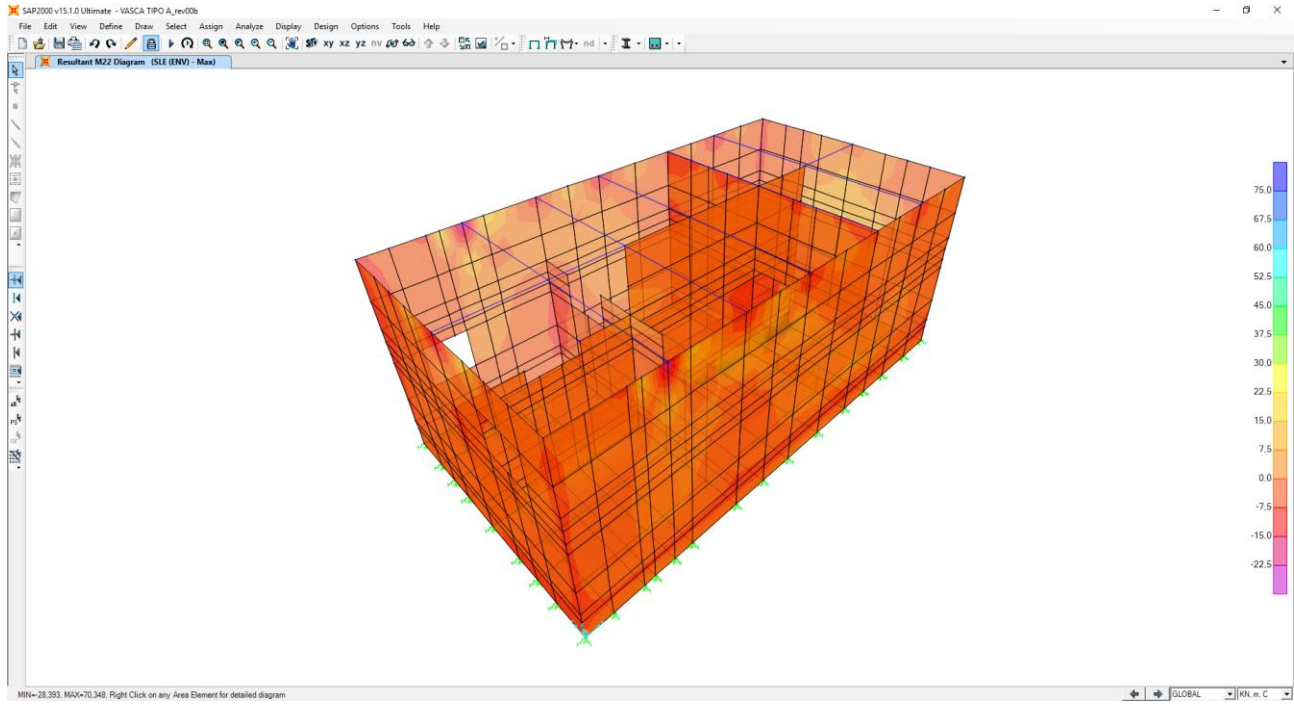 SAP2000 v15.1.0 Ultimate - VASCA TIPO A_rev00b
File Edit View Define Draw Select Assign Analyze Display Design Options Tools Help
xy xz yz nv nd
Resultant M22 Diagram (SLE (ENV) - Max)
75.0
67.5
60.0
52.5
45.0
37.5
30.0
22.5
15.0
7.5
0.0
-7.5
-15.0
-22.5
MIN=-28,393, MAX=70,348, Right Click on any Area Element for detailed diagram
GLOBAL
KN, m, C